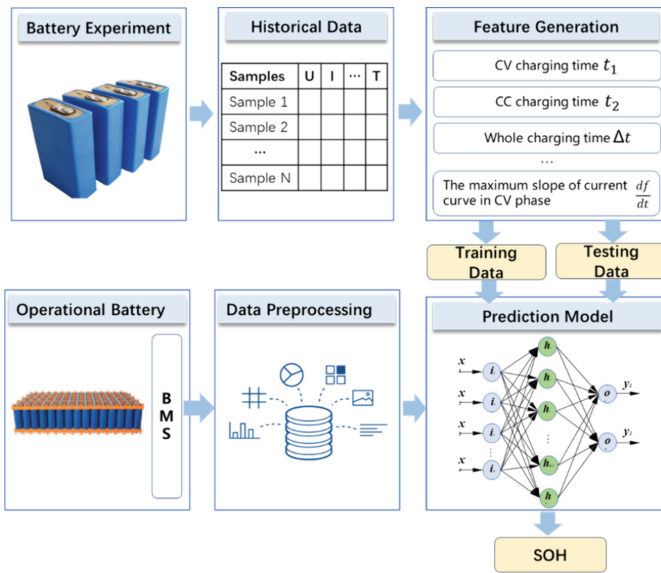 Battery Experiment
Historical Data
Samples U I ... T
Sample 1
Sample 2
...
Sample N
Feature Generation
CV charging time t₁
CC charging time t₂
Whole charging time Δt
...
The maximum slope of current
curve in CV phase df/dt
Training
Data
Testing
Data
Operational Battery
B
M
S
Data Preprocessing
Prediction Model
x i h o y₁
x i h o y₂
x i h
x i h
h
SOH